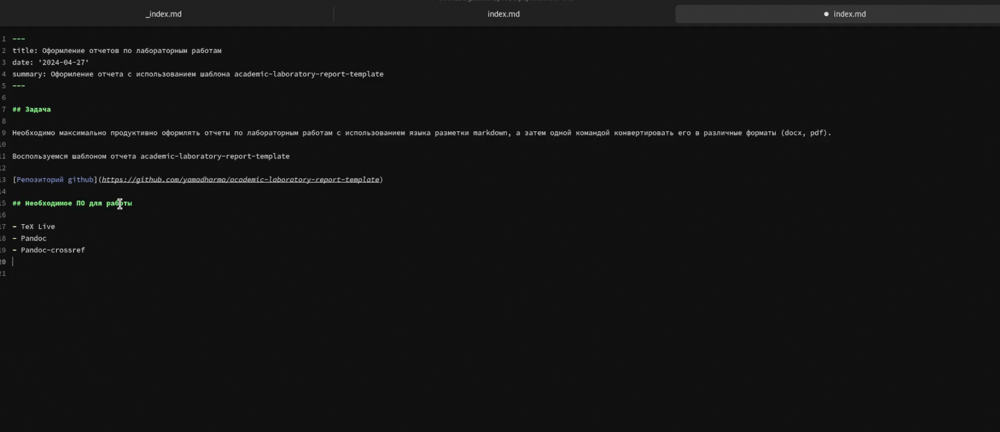 _index.md
index.md
● index.md
1 ---
2 title: Оформление отчетов по лабораторным работам
3 date: '2024-04-27'
4 summary: Оформление отчета с использованием шаблона academic-laboratory-report-template
5 ---
6
7 ## Задача
8
9 Необходимо максимально продуктивно оформлять отчеты по лабораторным работам с использованием языка разметки markdown, а затем одной командой конвертировать его в различные форматы (docx, pdf).
10
11 Воспользуемся шаблоном отчета academic-laboratory-report-template
12
13 [Репозиторий github](https://github.com/yamadharma/academic-laboratory-report-template)
14
15 ## Необходимое ПО для работы
16
17 - TeX Live
18 - Pandoc
19 - Pandoc-crossref
20
21